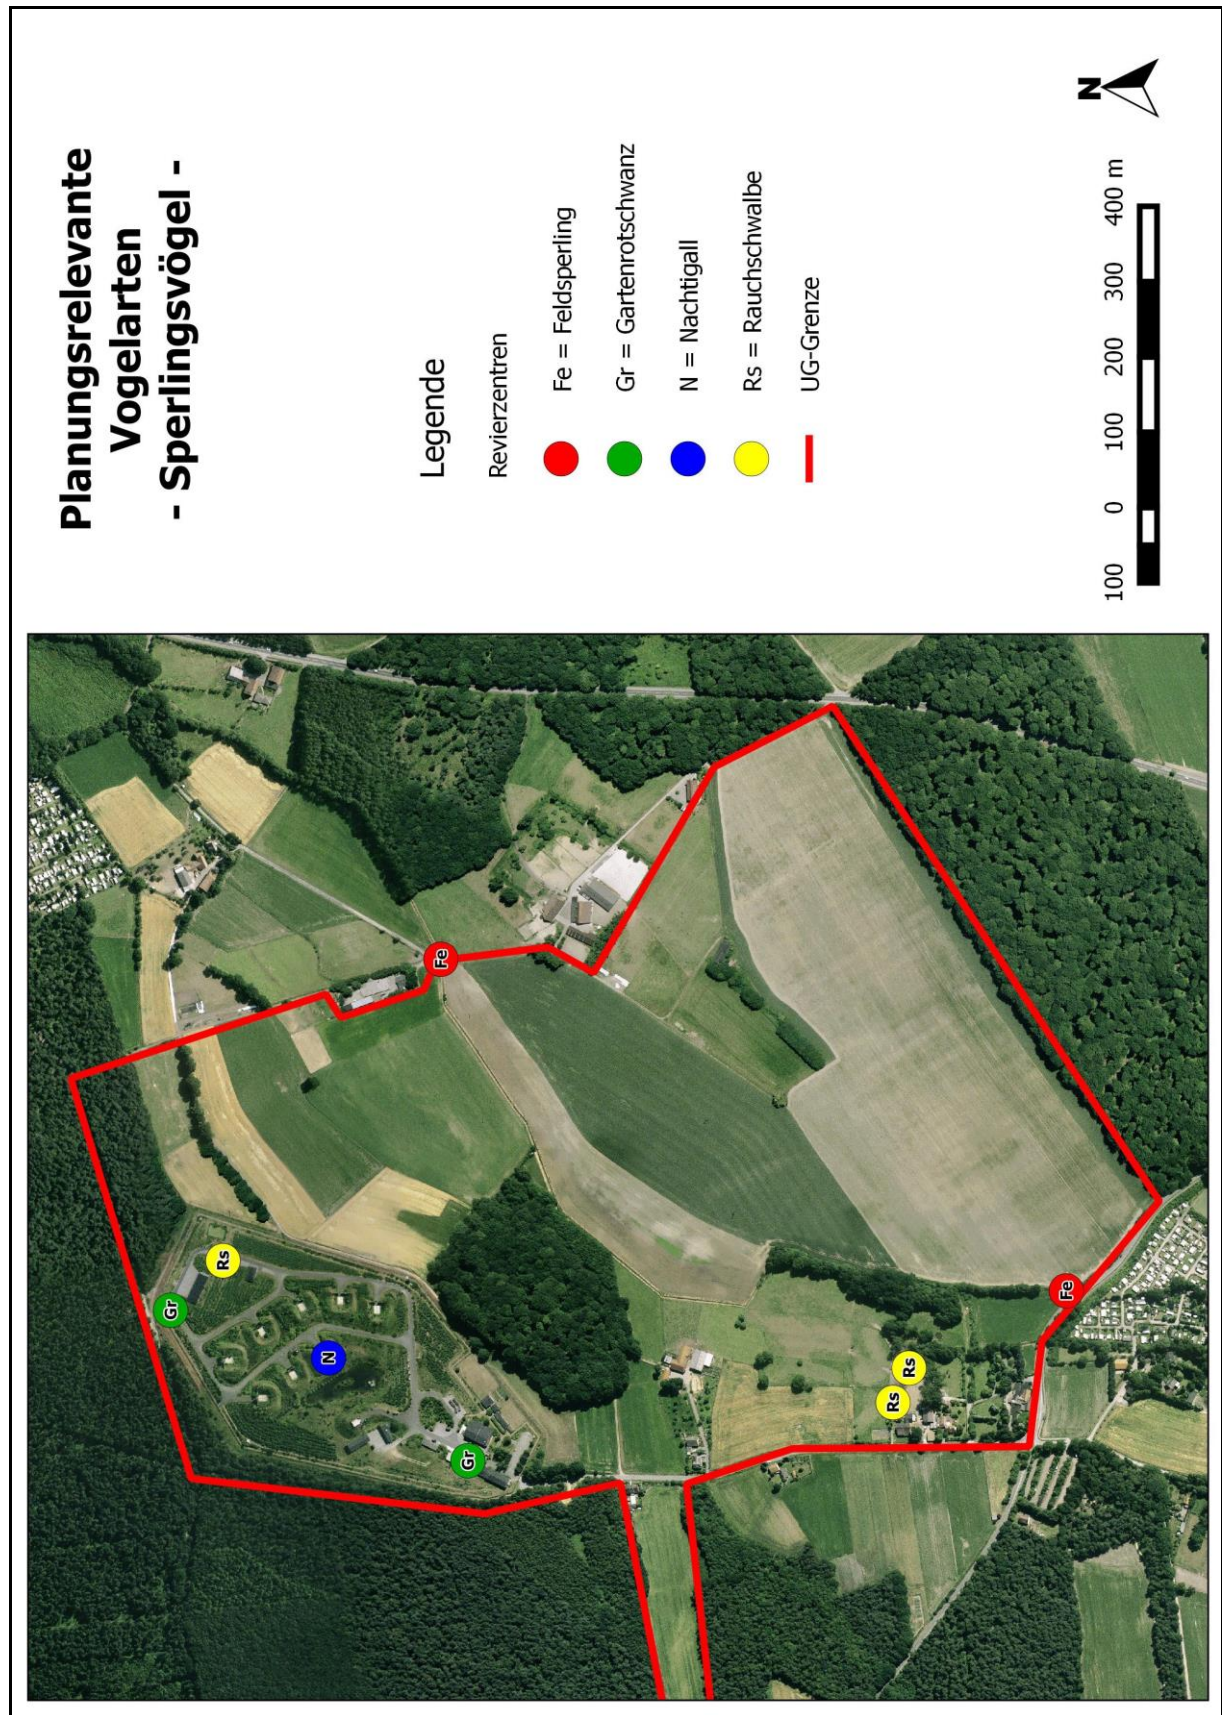 Planungsrelevante
Vogelarten
- Sperlingsvögel -
Legende
Revierzentren
Fe = Feldsperling
Gr = Gartenrotschwanz
N = Nachtigall
Rs = Rauchschwalbe
UG-Grenze
100 0 100 200 300 400 m
N
Gr
Rs
N
Fe
Gr
Rs
Rs
Fe